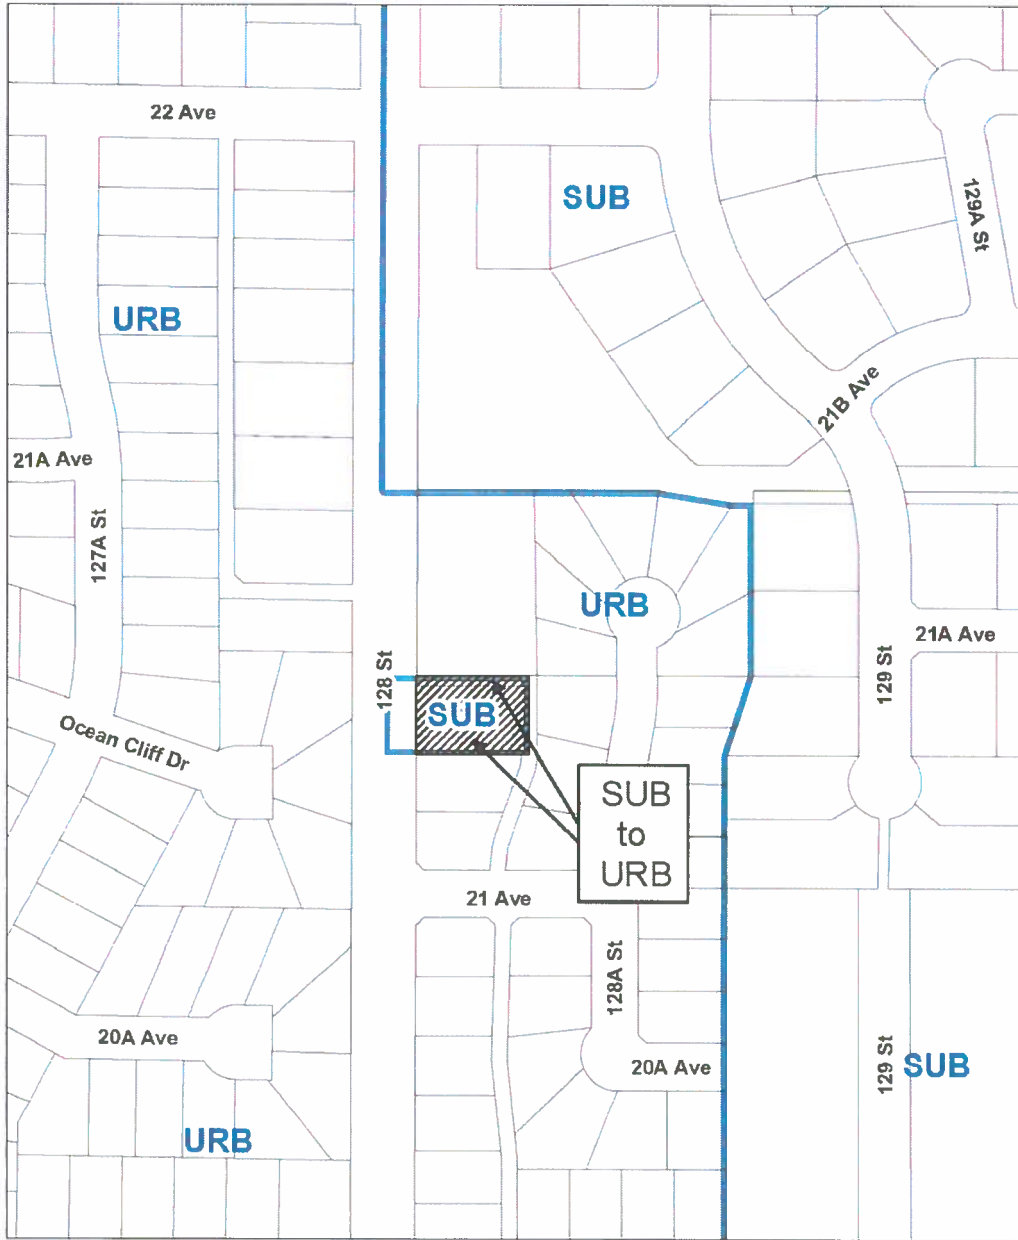 22 Ave
SUB
129A St
URB
21B Ave
21A Ave
127A St
URB
21A Ave
128 St
129 St
SUB
Ocean Cliff Dr
SUB
to
URB
21 Ave
128A St
20A Ave
20A Ave
129 St
SUB
URB